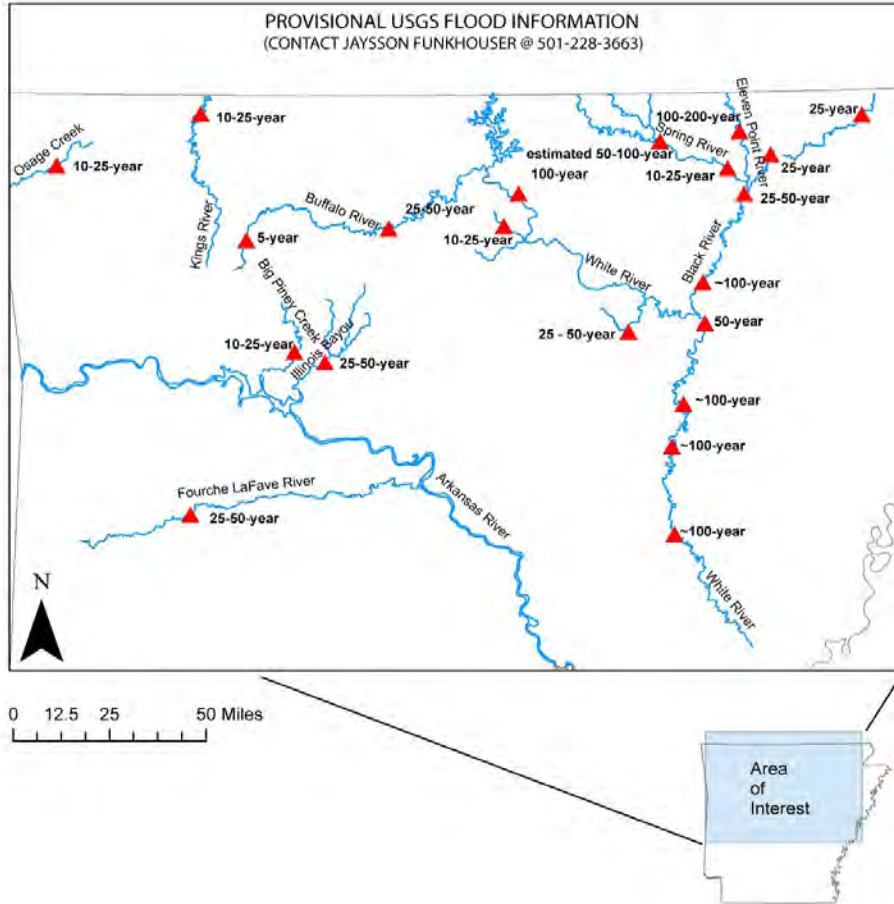 PROVISIONAL USGS FLOOD INFORMATION
(CONTACT JAYSSON FUNKHOUSER @ 501-228-3663)
Osage Creek
10-25-year
10-25-year
Kings River
5-year
Buffalo River
25-50-year
estimated 50-100-year
100-year
10-25-year
100-200-year
Eleven Point River
Spring River
10-25-year
25-year
25-year
25-50-year
Black River
~100-year
White River
25 - 50-year
50-year
Big Piney Creek
Illinois Bayou
10-25-year
25-50-year
~100-year
~100-year
~100-year
White River
Fourche LaFave River
25-50-year
Arkansas River
N
0 12.5 25 50 Miles
Area
of
Interest